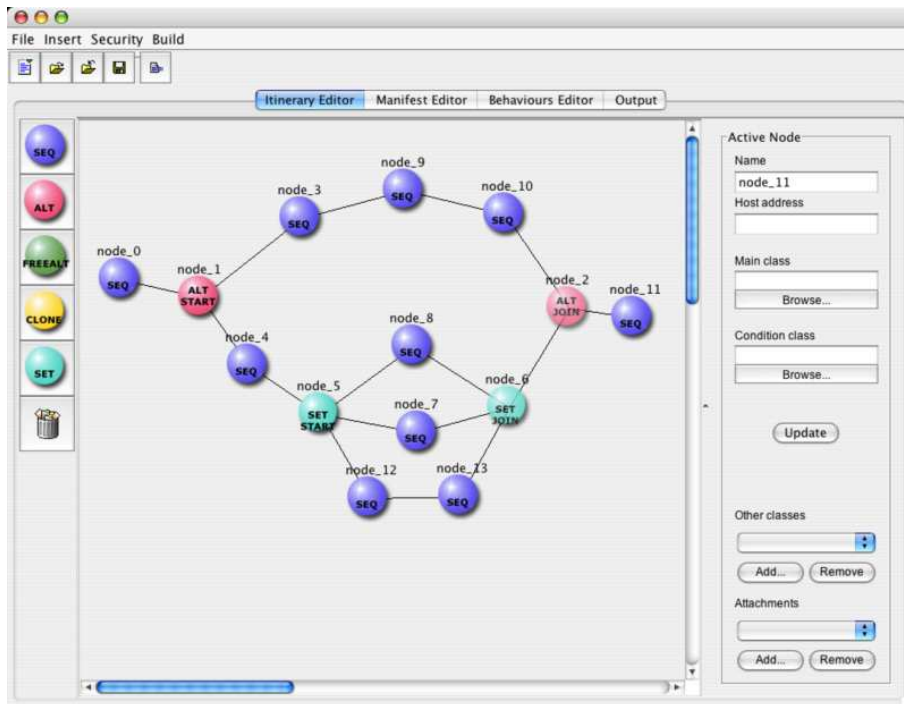 File Insert Security Build
Itinerary Editor Manifest Editor Behaviours Editor Output
SEQ
ALT
FREEALT
CLONE
SET
node_9
SEQ
node_3
SEQ
node_10
SEQ
node_0
SEQ
node_1
ALT
START
node_2
ALT
JOIN
node_11
SEQ
node_4
SEQ
node_8
SEQ
node_5
SET
START
node_6
SET
JOIN
node_7
SEQ
node_12
SEQ
node_13
SEQ
Active Node
Name
node_11
Host address
Main class
Browse...
Condition class
Browse...
Update
Other classes
Add... Remove
Attachments
Add... Remove